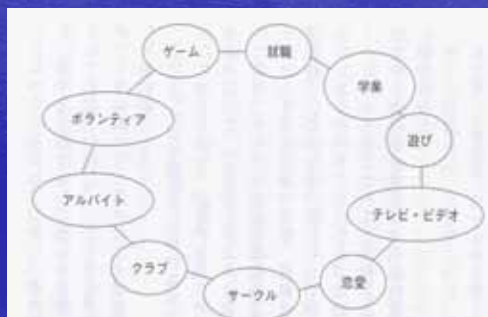 ゲーム
就職
学業
遊び
テレビ・ビデオ
恋愛
サークル
クラブ
アルバイト
ボランティア